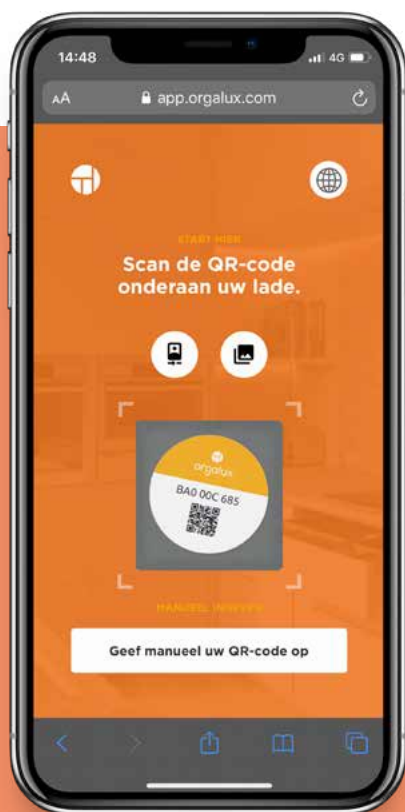 14:48
4G
AA
app.orgalux.com
START HIER
Scan de QR-code
onderaan uw lade.
orgalux
BA0 00C 685
MANUEEL INGEVEN
Geef manueel uw QR-code op